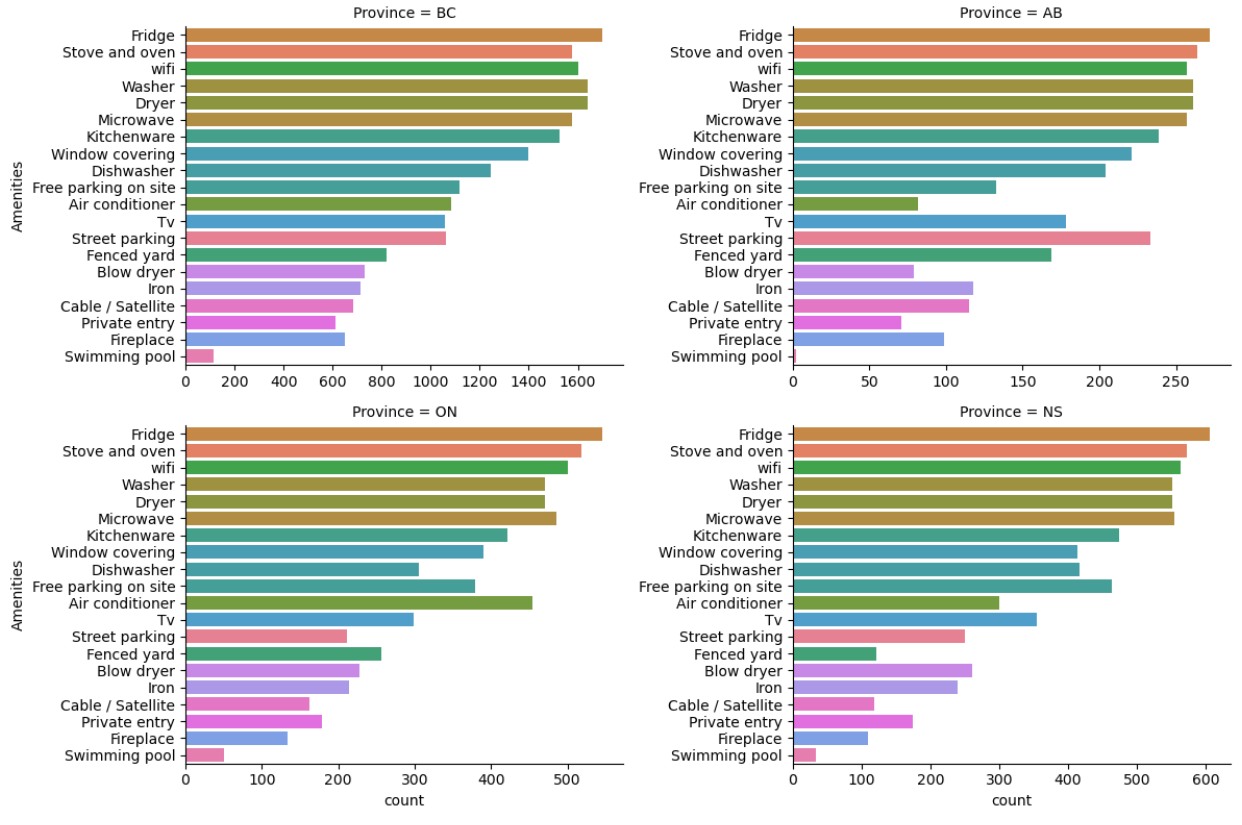 Province = BC
Amenities
Fridge
Stove and oven
wifi
Washer
Dryer
Microwave
Kitchenware
Window covering
Dishwasher
Free parking on site
Air conditioner
Tv
Street parking
Fenced yard
Blow dryer
Iron
Cable / Satellite
Private entry
Fireplace
Swimming pool
0 200 400 600 800 1000 1200 1400 1600
Province = AB
Fridge
Stove and oven
wifi
Washer
Dryer
Microwave
Kitchenware
Window covering
Dishwasher
Free parking on site
Air conditioner
Tv
Street parking
Fenced yard
Blow dryer
Iron
Cable / Satellite
Private entry
Fireplace
Swimming pool
0 50 100 150 200 250
Province = ON
Amenities
Fridge
Stove and oven
wifi
Washer
Dryer
Microwave
Kitchenware
Window covering
Dishwasher
Free parking on site
Air conditioner
Tv
Street parking
Fenced yard
Blow dryer
Iron
Cable / Satellite
Private entry
Fireplace
Swimming pool
0 100 200 300 400 500
count
Province = NS
Fridge
Stove and oven
wifi
Washer
Dryer
Microwave
Kitchenware
Window covering
Dishwasher
Free parking on site
Air conditioner
Tv
Street parking
Fenced yard
Blow dryer
Iron
Cable / Satellite
Private entry
Fireplace
Swimming pool
0 100 200 300 400 500 600
count